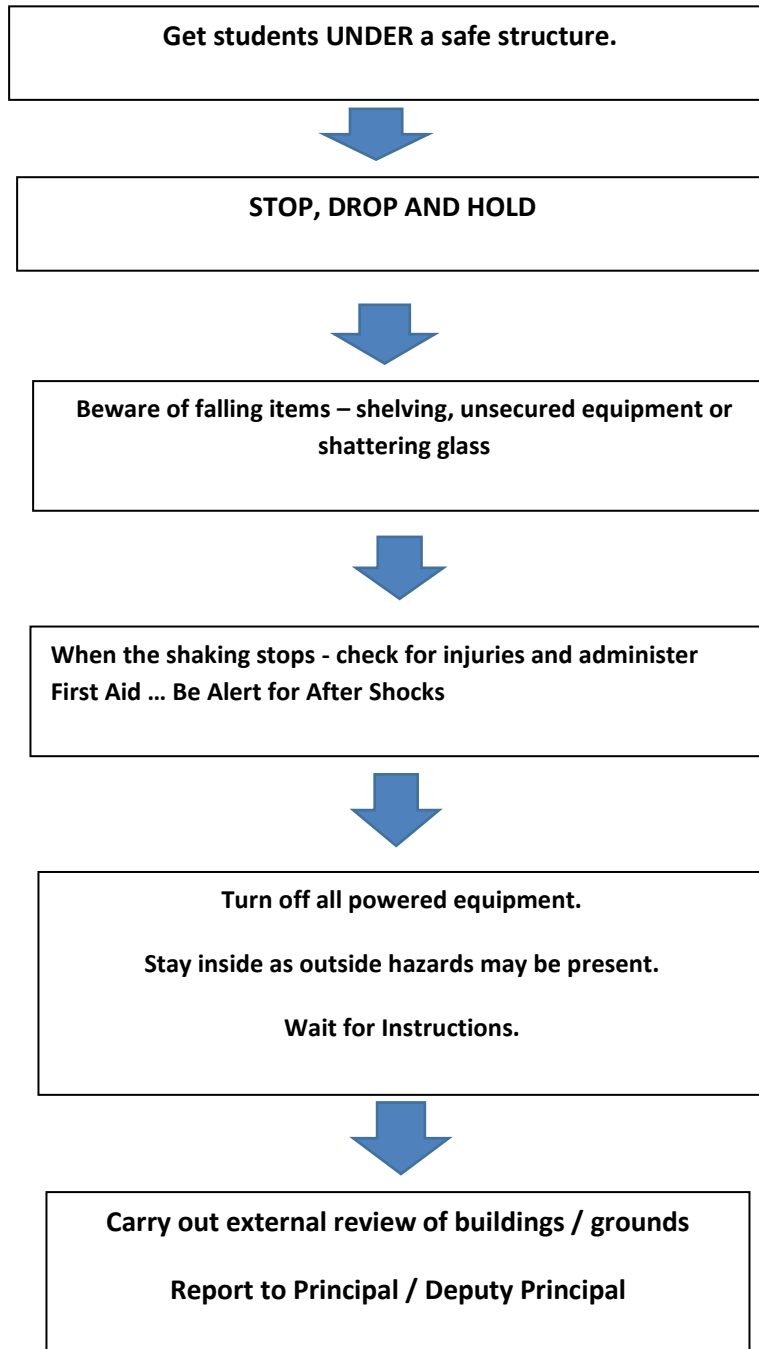 Get students UNDER a safe structure.
STOP, DROP AND HOLD
Beware of falling items – shelving, unsecured equipment or
shattering glass
When the shaking stops - check for injuries and administer
First Aid … Be Alert for After Shocks
Turn off all powered equipment.
Stay inside as outside hazards may be present.
Wait for Instructions.
Carry out external review of buildings / grounds
Report to Principal / Deputy Principal